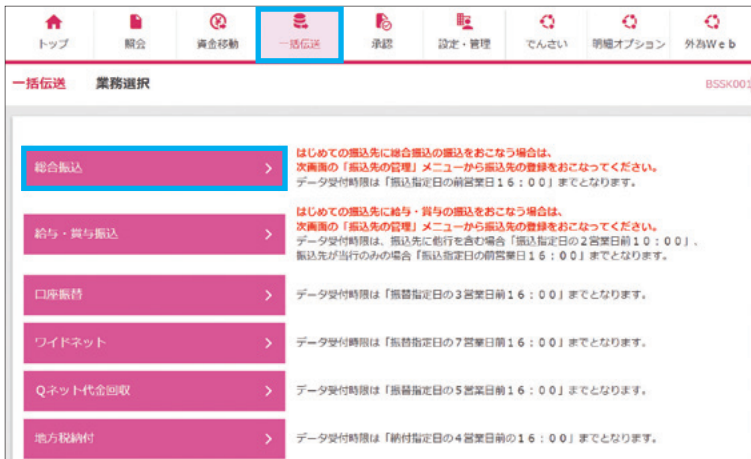 トップ 照会 資金移動 一括伝送 承認 設定・管理 でんさい 明細オプション 外為Ｗｅｂ
一括伝送 業務選択 BSSK001
総合振込
はじめての振込先に総合振込の振込をおこなう場合は、
次画面の「振込先の管理」メニューから振込先の登録をおこなってください。
データ受付時限は「振込指定日の前営業日１６：００」までとなります。
給与・賞与振込
はじめての振込先に給与・賞与の振込をおこなう場合は、
次画面の「振込先の管理」メニューから振込先の登録をおこなってください。
データ受付時限は、振込先に他行を含む場合「振込指定日の２営業日前１０：００」、
振込先が当行のみの場合「振込指定日の前営業日１６：００」までとなります。
口座振替
データ受付時限は「振替指定日の３営業日前１６：００」までとなります。
ワイドネット
データ受付時限は「振替指定日の７営業日前１６：００」までとなります。
Ｑネット代金回収
データ受付時限は「振替指定日の５営業日前１６：００」までとなります。
地方税納付
データ受付時限は「納付指定日の４営業日前の１６：００」までとなります。